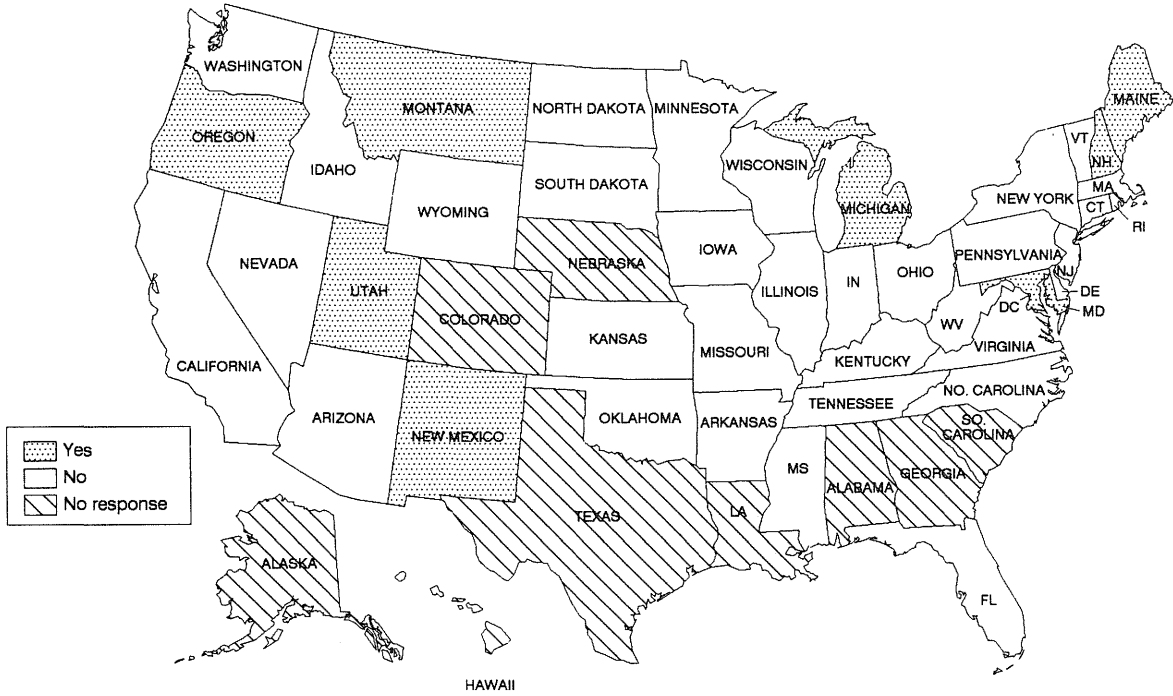 WASHINGTON
MONTANA
NORTH DAKOTA
MINNESOTA
MAINE
OREGON
IDAHO
WISCONSIN
VT
NH
SOUTH DAKOTA
MICHIGAN
NEW YORK
MA
WYOMING
CT
RI
IOWA
NEVADA
NEBRASKA
PENNSYLVANIA
OHIO
NJ
UTAH
ILLINOIS
IN
DE
COLORADO
DC
MD
WV
KANSAS
MISSOURI
VIRGINIA
CALIFORNIA
KENTUCKY
NO. CAROLINA
TENNESSEE
ARIZONA
OKLAHOMA
ARKANSAS
NEW MEXICO
SO.
CAROLINA
MS
ALABAMA
GEORGIA
TEXAS
LA
Yes
No
No response
ALASKA
FL
HAWAII